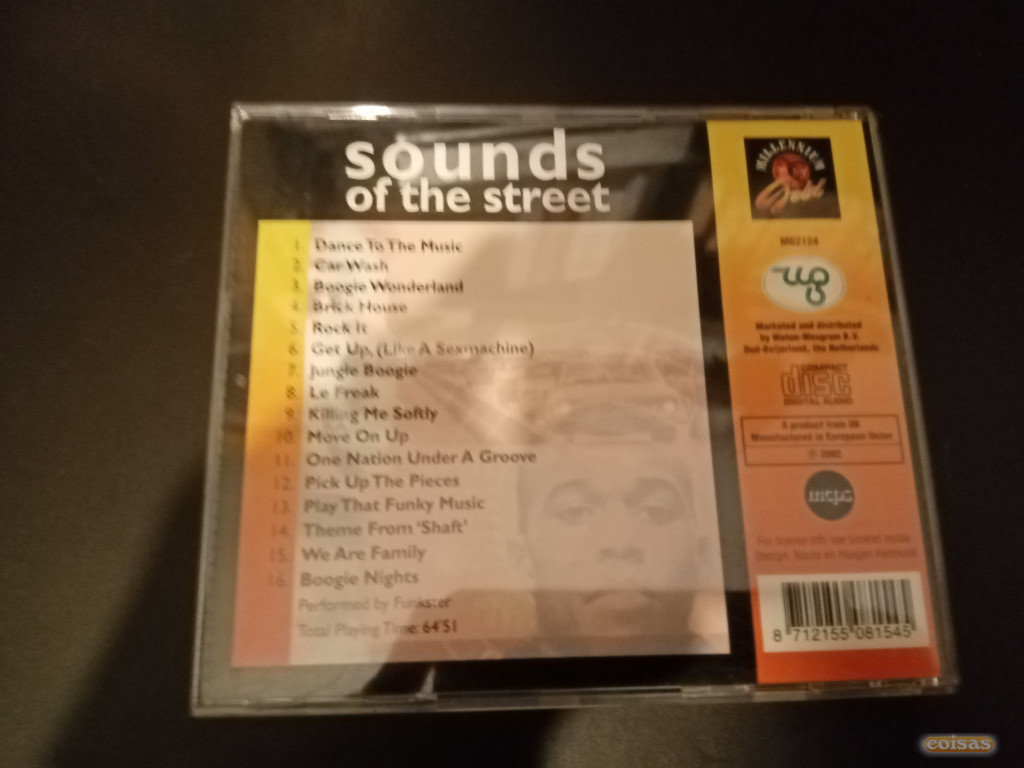 sounds
of the street
1. Dance To The Music
2. Car Wash
3. Boogie Wonderland
4. Brick House
5. Rock It
6. Get Up, (Like A Sexmachine)
7. Jungle Boogie
8. Le Freak
9. Killing Me Softly
10. Move On Up
11. One Nation Under A Groove
12. Pick Up The Pieces
13. Play That Funky Music
14. Theme From 'Shaft'
15. We Are Family
16. Boogie Nights
Performed by Funkster
Total Playing Time: 64'51
MILLENNIUM
Gold
MG2124
wg
Marketed and distributed
by Weton-Wesgram B.V.
Oud-Beijerland, the Netherlands
COMPACT
disc
DIGITAL AUDIO
A product from UK
Manufactured in European Union
© 2002
mcps
For license info see booklet inside.
Design:
8 712155 081545
coisas